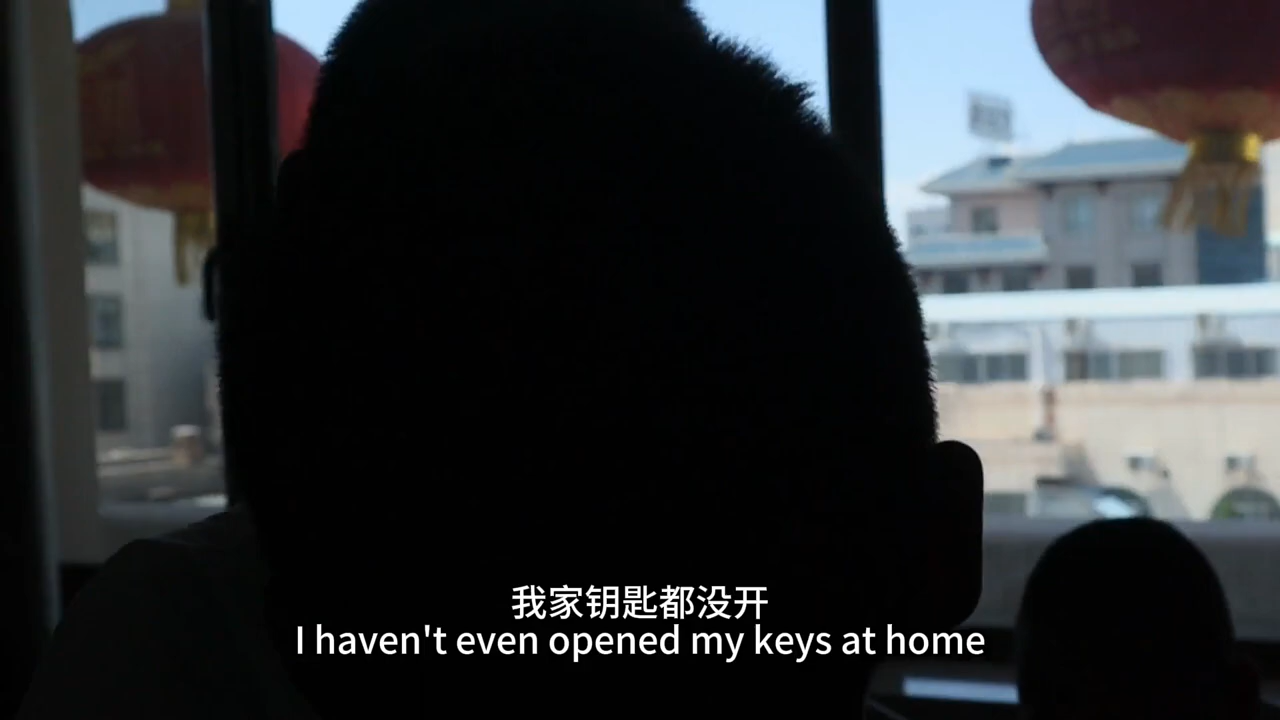 我家钥匙都没开
I haven't even opened my keys at home